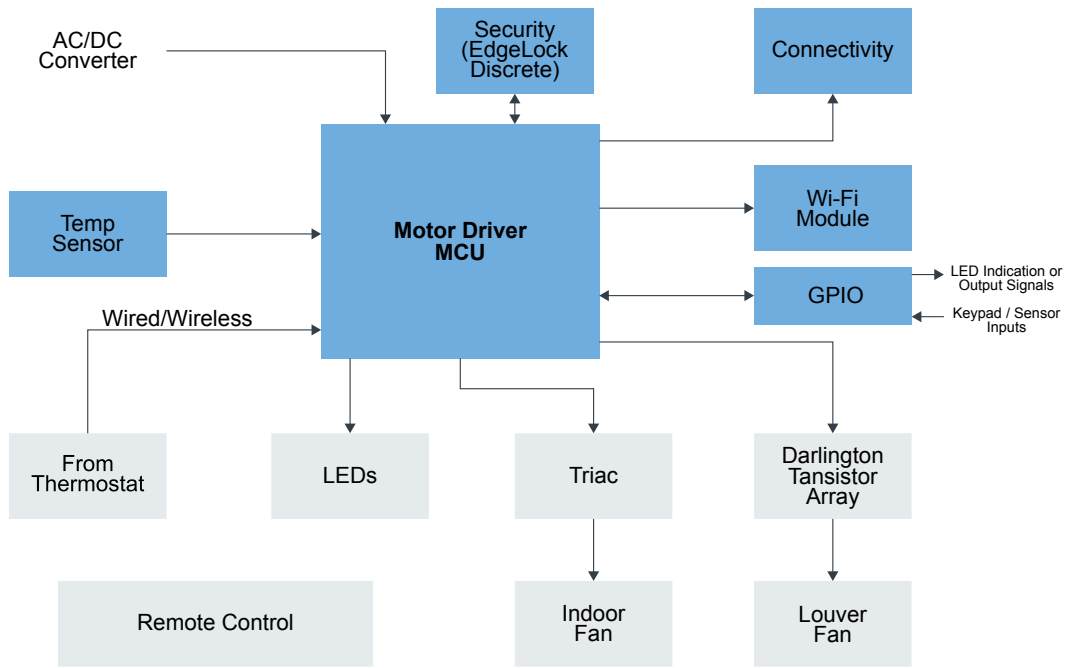 AC/DC
Converter
Security
(EdgeLock
Discrete)
Connectivity
Temp
Sensor
Motor Driver
MCU
Wi-Fi
Module
GPIO
LED Indication or
Output Signals
Keypad / Sensor
Inputs
Wired/Wireless
From
Thermostat
LEDs
Triac
Darlington
Tansistor
Array
Remote Control
Indoor
Fan
Louver
Fan